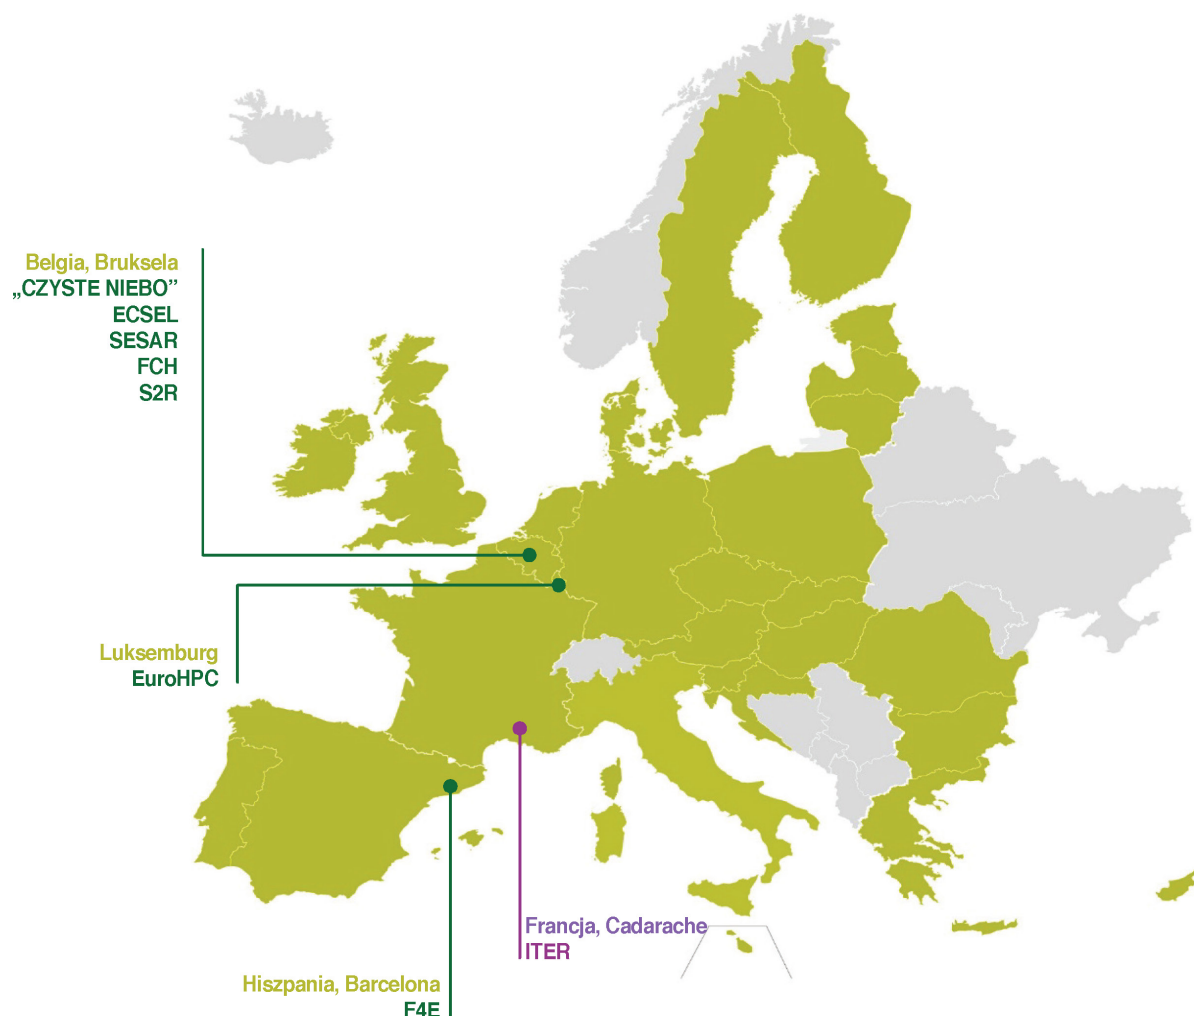 Belgia, Bruksela
„CZYSTE NIEBO”
ECSEL
SESAR
FCH
S2R
Luksemburg
EuroHPC
Francja, Cadarache
ITER
Hiszpania, Barcelona
F4E